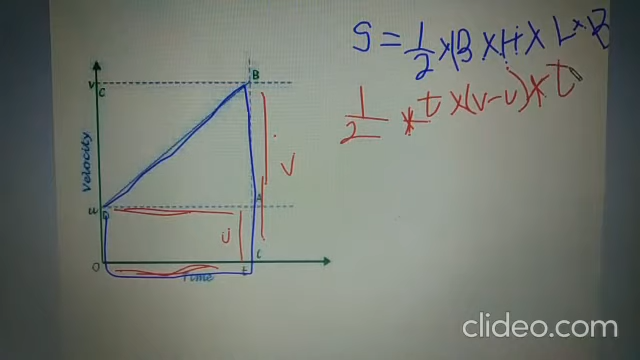 S = 1/2 × B × H × L × B
1/2 × t × (v-u) × t
V
C
B
Velocity
V
u
D
A
u
O
t
C
Time
clideo.com